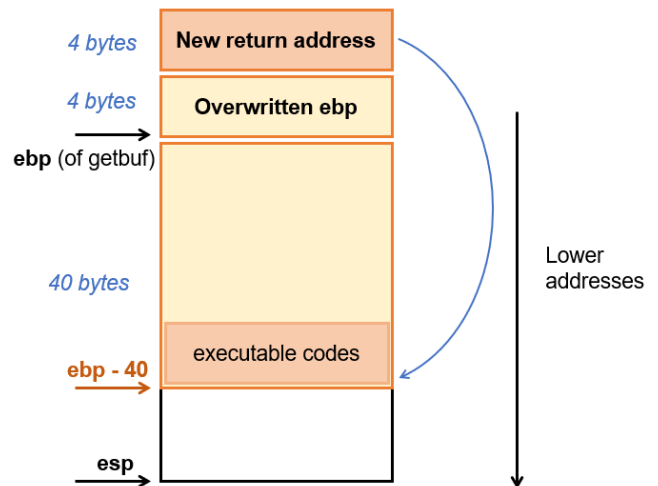 4 bytes
New return address
4 bytes
Overwritten ebp
ebp (of getbuf)
40 bytes
Lower
addresses
executable codes
ebp - 40
esp